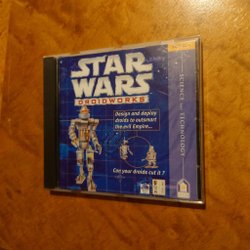 STAR
WARS
DROIDWORKS
Design and deploy
droids to outsmart
the evil Empire...
Can your droids cut it?
SCIENCE
TECHNOLOGY